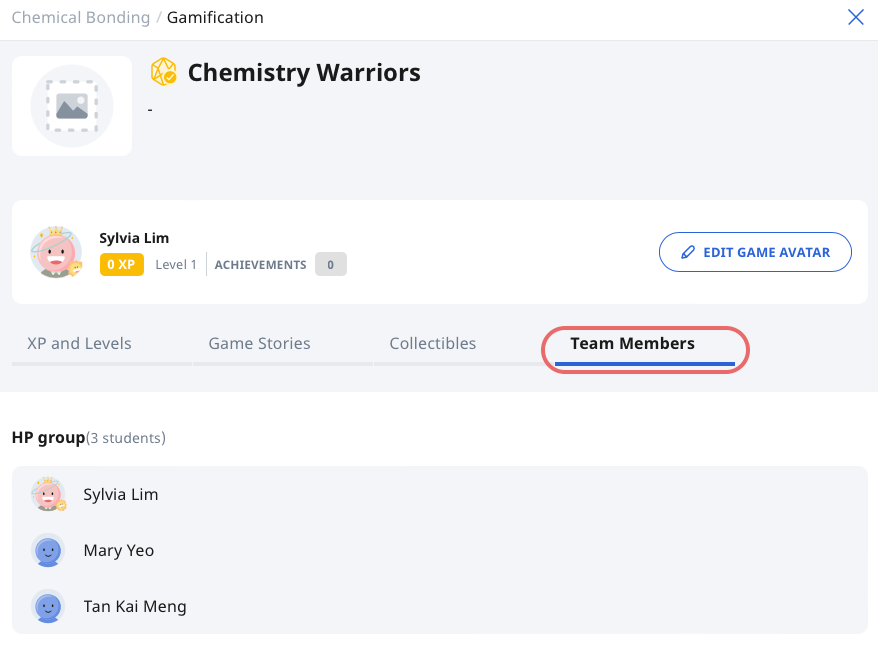 Chemical Bonding / Gamification
Chemistry Warriors
-
Sylvia Lim
0 XP Level 1 ACHIEVEMENTS 0
EDIT GAME AVATAR
XP and Levels Game Stories Collectibles Team Members
HP group(3 students)
Sylvia Lim
Mary Yeo
Tan Kai Meng